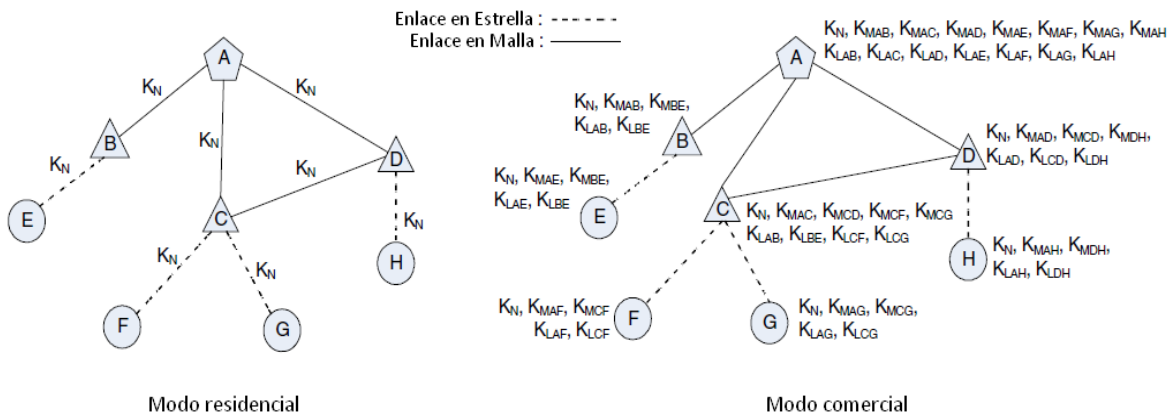 Enlace en Estrella :
Enlace en Malla :
A
K_N
K_N
K_N
B
K_N
K_N
D
K_N
E
C
K_N
K_N
K_N
H
F
G
Modo residencial
K_N, K_MAB, K_MAC, K_MAD, K_MAE, K_MAF, K_MAG, K_MAH
K_LAB, K_LAC, K_LAD, K_LAE, K_LAF, K_LAG, K_LAH
A
K_N, K_MAB, K_MBE,
K_LAB, K_LBE
B
K_N, K_MAD, K_MCD, K_MDH,
K_LAD, K_LCD, K_LDH
D
K_N, K_MAE, K_MBE,
K_LAE, K_LBE
E
C
K_N, K_MAC, K_MCD, K_MCF, K_MCG
K_LAB, K_LBE, K_LCF, K_LCG
H
K_N, K_MAH, K_MDH,
K_LAH, K_LDH
K_N, K_MAF, K_MCF
K_LAF, K_LCF
F
G
K_N, K_MAG, K_MCG,
K_LAG, K_LCG
Modo comercial